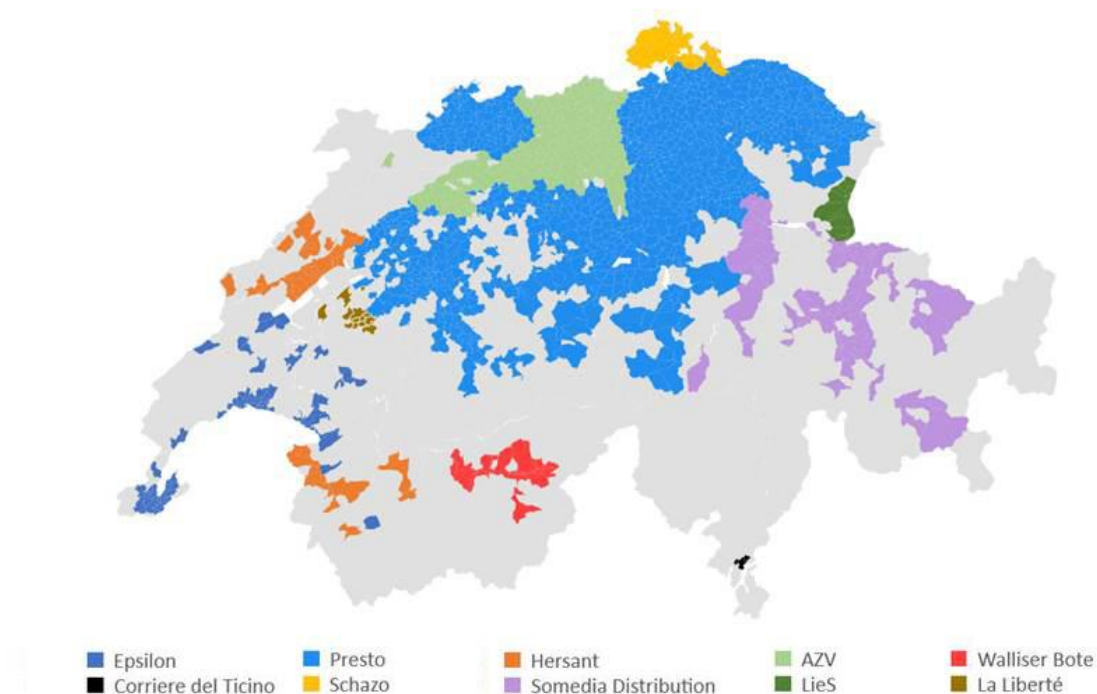 Epsilon Presto Hersant AZV Walliser Bote
Corriere del Ticino Schazo Somedia Distribution LieS La Liberté